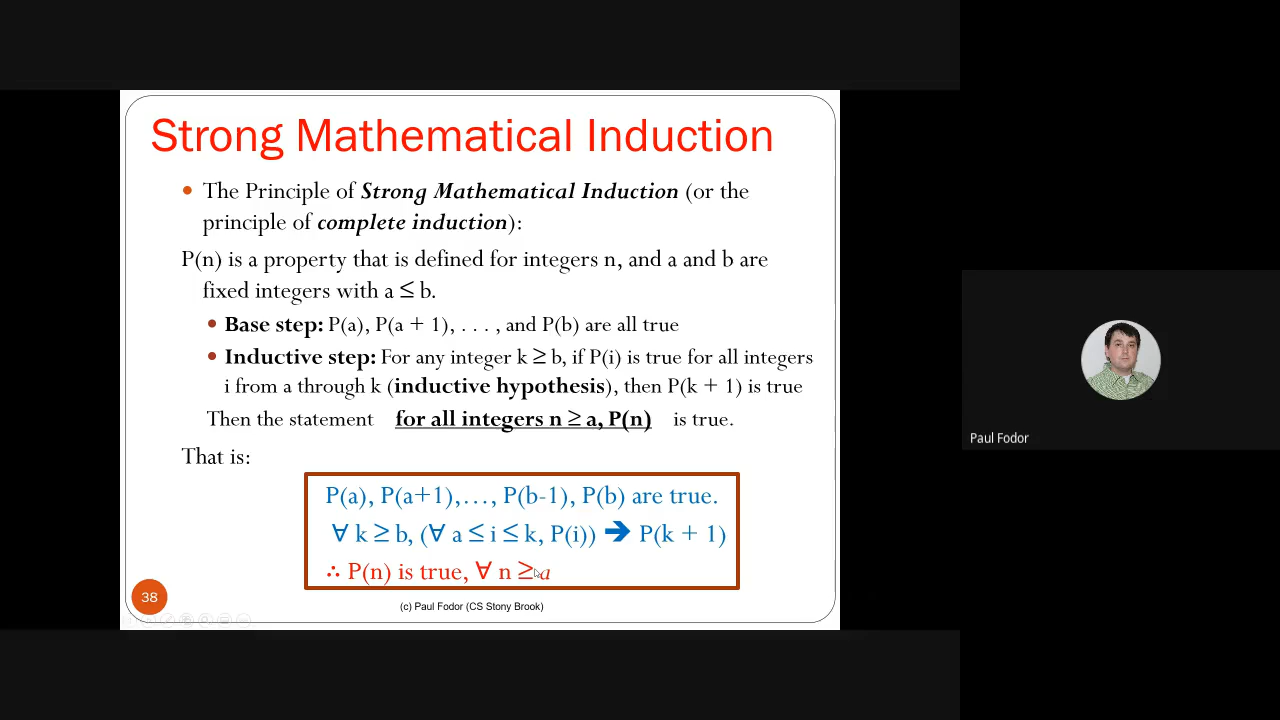 Strong Mathematical Induction
• The Principle of Strong Mathematical Induction (or the
principle of complete induction):
P(n) is a property that is defined for integers n, and a and b are
fixed integers with a ≤ b.
• Base step: P(a), P(a + 1), . . . , and P(b) are all true
• Inductive step: For any integer k ≥ b, if P(i) is true for all integers
i from a through k (inductive hypothesis), then P(k + 1) is true
Then the statement for all integers n ≥ a, P(n) is true.
That is:
P(a), P(a+1),…, P(b-1), P(b) are true.
∀ k ≥ b, (∀ a ≤ i ≤ k, P(i)) ➔ P(k + 1)
∴ P(n) is true, ∀ n ≥ a
38
(c) Paul Fodor (CS Stony Brook)
Paul Fodor